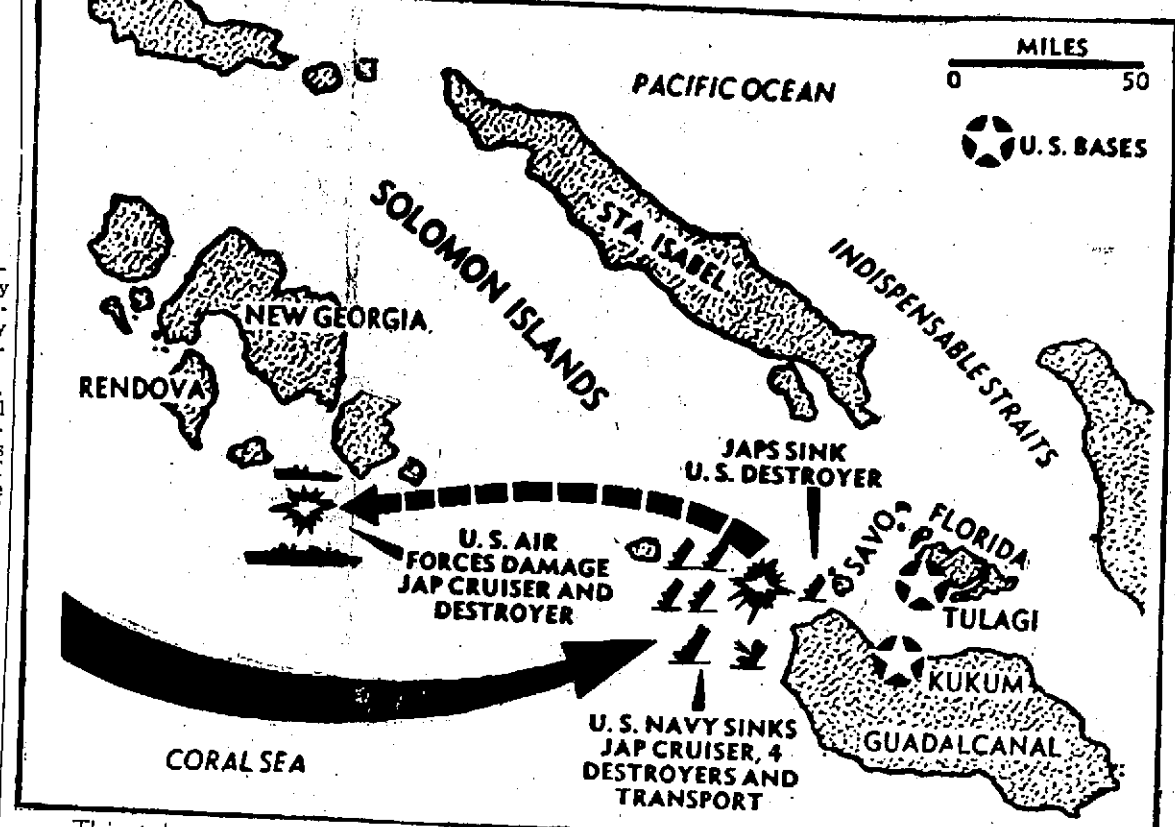 MILES
0 50
PACIFIC OCEAN
U. S. BASES
SOLOMON ISLANDS
STA. ISABEL
INDISPENSABLE STRAITS
NEW GEORGIA
RENDOVA
JAPS SINK
U. S. DESTROYER
SAVO
FLORIDA
U. S. AIR
FORCES DAMAGE
JAP CRUISER AND
DESTROYER
TULAGI
KUKUM
U. S. NAVY SINKS
JAP CRUISER, 4
DESTROYERS AND
TRANSPORT
GUADALCANAL
CORAL SEA